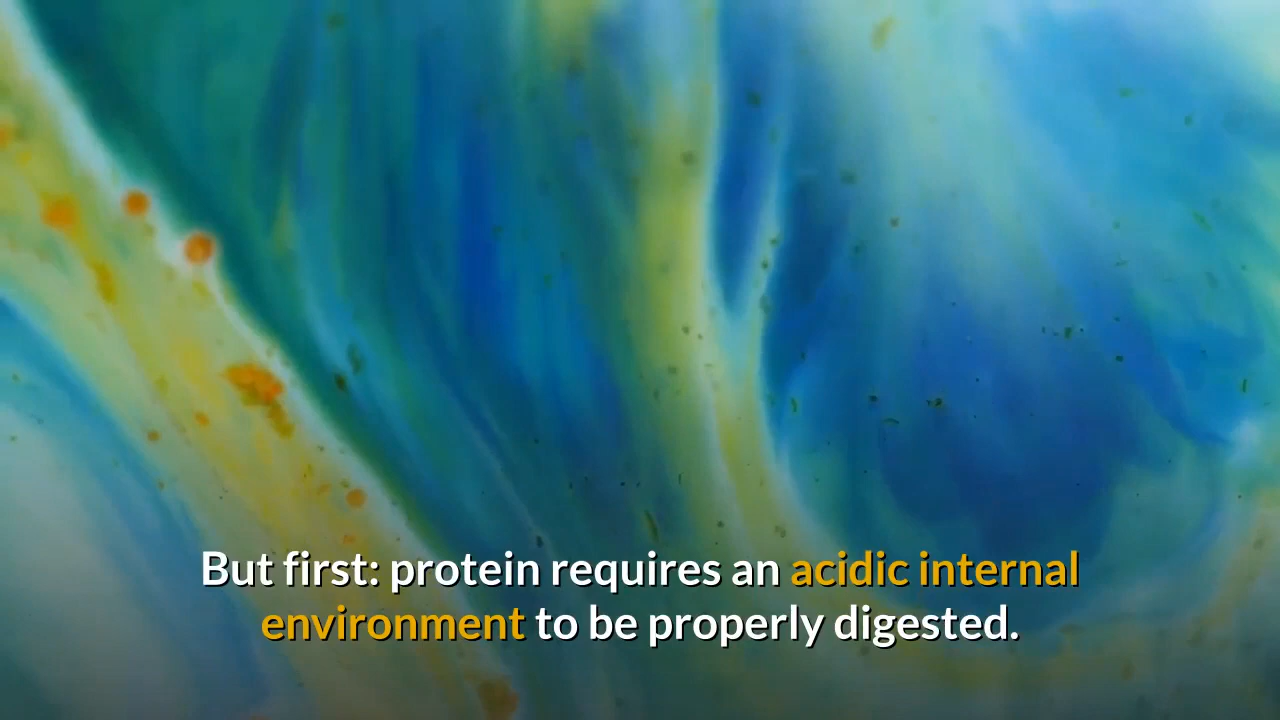 But first: protein requires an acidic internal
environment to be properly digested.